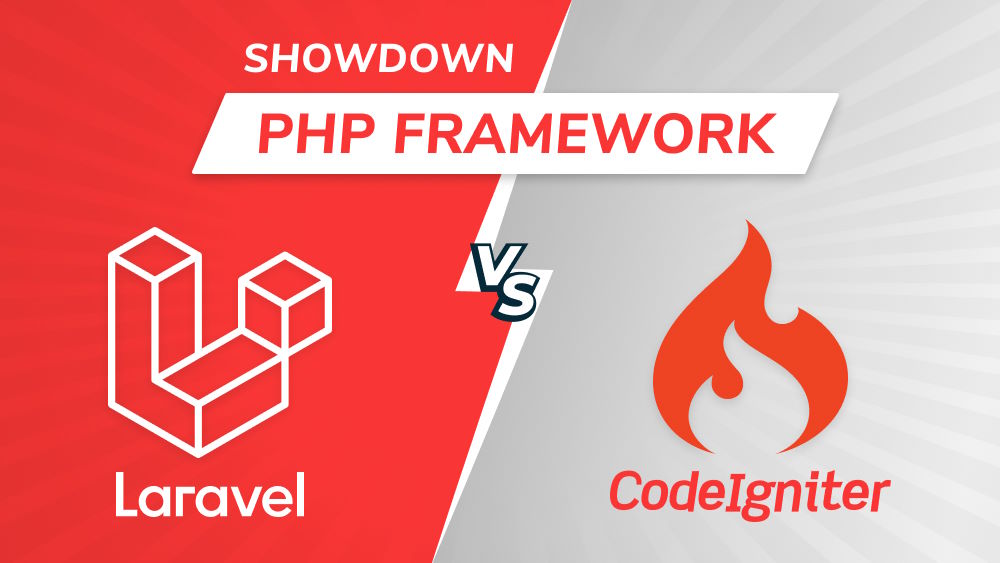 SHOWDOWN
PHP FRAMEWORK
VS
Laravel
CodeIgniter